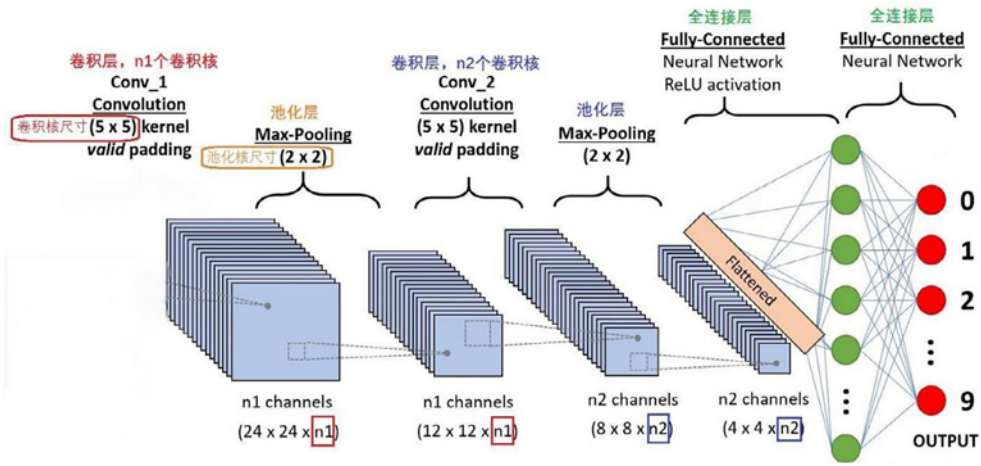 卷积层，n1个卷积核
Conv_1
Convolution
卷积核尺寸(5 x 5) kernel
valid padding
池化层
Max-Pooling
池化核尺寸(2 x 2)
卷积层，n2个卷积核
Conv_2
Convolution
(5 x 5) kernel
valid padding
池化层
Max-Pooling
(2 x 2)
全连接层
Fully-Connected
Neural Network
ReLU activation
全连接层
Fully-Connected
Neural Network
Flattened
0
1
2
9
OUTPUT
n1 channels
(24 x 24 x n1)
n1 channels
(12 x 12 x n1)
n2 channels
(8 x 8 x n2)
n2 channels
(4 x 4 x n2)